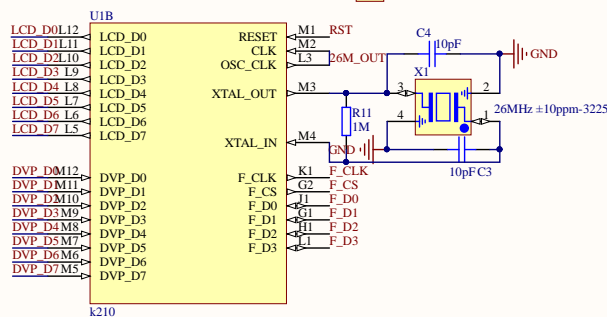 U1B
LCD_D0 L12 LCD_D0 RESET M1 RST
LCD_D1 L11 LCD_D1 CLK M2
LCD_D2 L10 LCD_D2 OSC_CLK L3 26M_OUT
LCD_D3 L9 LCD_D3
LCD_D4 L8 LCD_D4 XTAL_OUT M3
LCD_D5 L7 LCD_D5
LCD_D6 L6 LCD_D6
LCD_D7 L5 LCD_D7 XTAL_IN M4
C4
10pF
GND
X1
3 2
4 1
26MHz ±10ppm-3225
R11
1M
GND
10pF C3
DVP_D0 M12 DVP_D0 F_CLK K1 F_CLK
DVP_D1 M11 DVP_D1 F_CS G2 F_CS
DVP_D2 M10 DVP_D2 F_D0 J1 F_D0
DVP_D3 M9 DVP_D3 F_D1 G1 F_D1
DVP_D4 M8 DVP_D4 F_D2 H1 F_D2
DVP_D5 M7 DVP_D5 F_D3 L1 F_D3
DVP_D6 M6 DVP_D6
DVP_D7 M5 DVP_D7
k210